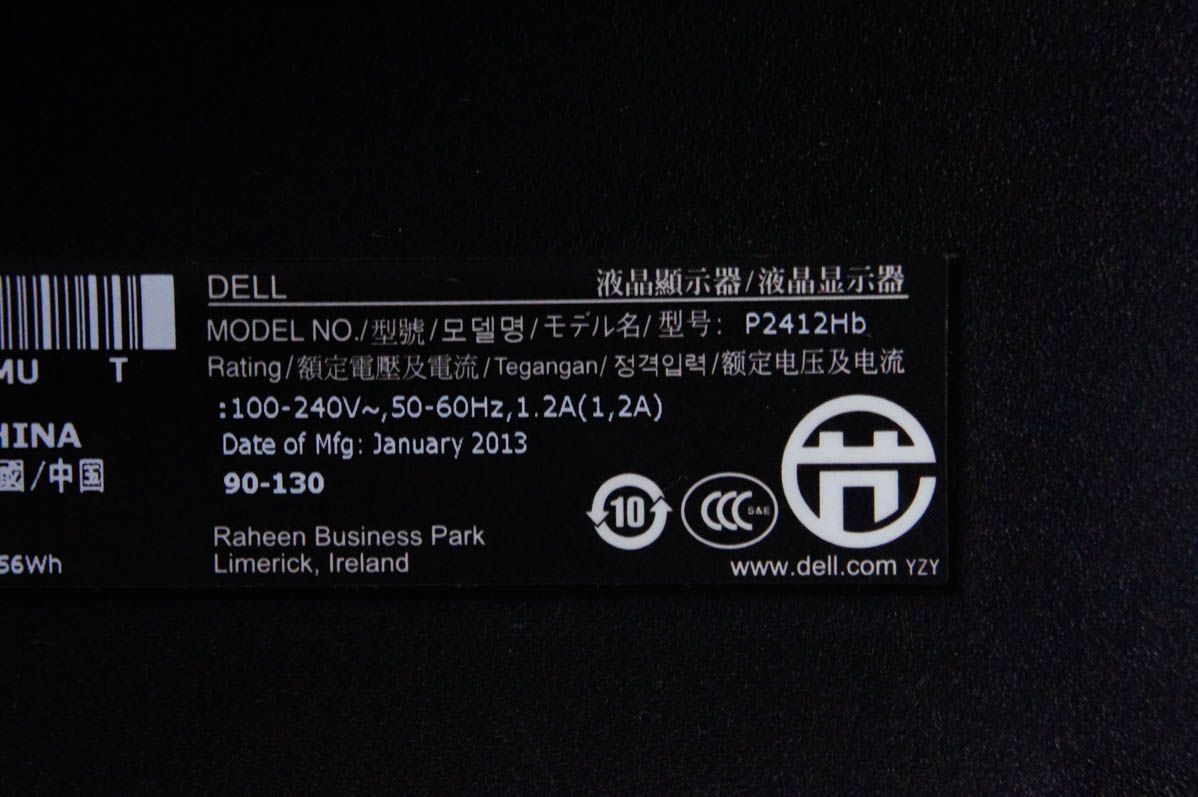 DELL 液晶顯示器/液晶显示器
MODEL NO./型號/모델명/モデル名/型号: P2412Hb
Rating/額定電壓及電流/Tegangan/정격입력/额定电压及电流
:100-240V~,50-60Hz,1.2A(1,2A)
Date of Mfg: January 2013
90-130
Raheen Business Park
Limerick, Ireland
10
CCC S&E
www.dell.com YZY
MU T
HINA
國/中国
56Wh